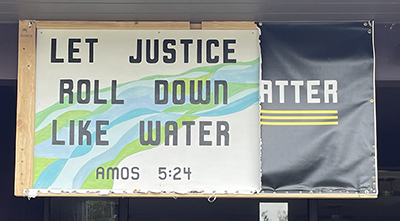 LET JUSTICE
ROLL DOWN
LIKE WATER
AMOS 5:24
ATTER